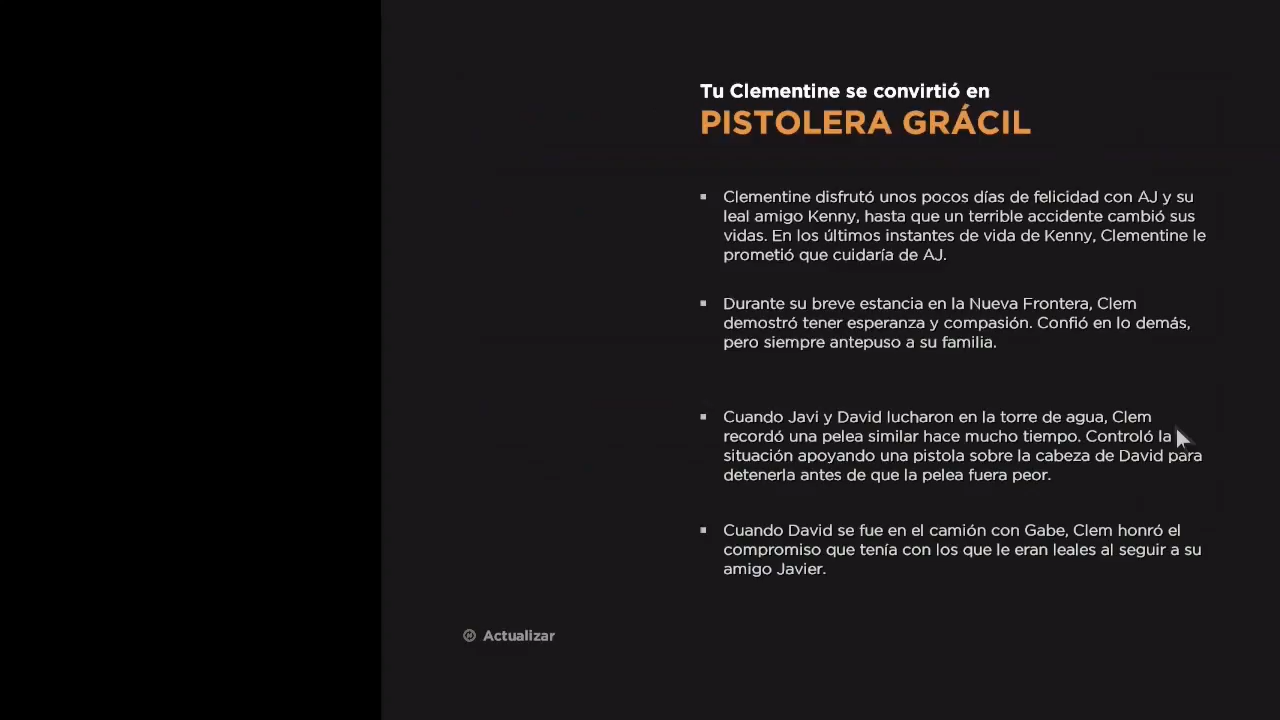 Tu Clementine se convirtió en
PISTOLERA GRÁCIL
▪ Clementine disfrutó unos pocos días de felicidad con AJ y su
leal amigo Kenny, hasta que un terrible accidente cambió sus
vidas. En los últimos instantes de vida de Kenny, Clementine le
prometió que cuidaría de AJ.
▪ Durante su breve estancia en la Nueva Frontera, Clem
demostró tener esperanza y compasión. Confió en lo demás,
pero siempre antepuso a su familia.
▪ Cuando Javi y David lucharon en la torre de agua, Clem
recordó una pelea similar hace mucho tiempo. Controló la
situación apoyando una pistola sobre la cabeza de David para
detenerla antes de que la pelea fuera peor.
▪ Cuando David se fue en el camión con Gabe, Clem honró el
compromiso que tenía con los que le eran leales al seguir a su
amigo Javier.
Actualizar